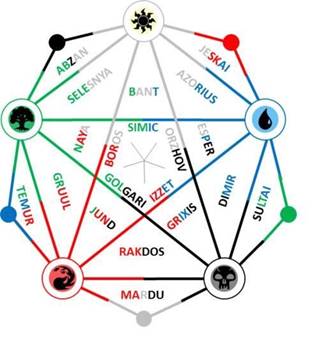 ABZAN
JESKAI
SELESNYA
AZORIUS
BANT
SIMIC
NAYA
BOROS
ORZHOV
ESPER
GOLGARI
IZZET
TEMUR
GRUUL
JUND
GRIXIS
DIMIR
SULTAI
RAKDOS
MARDU